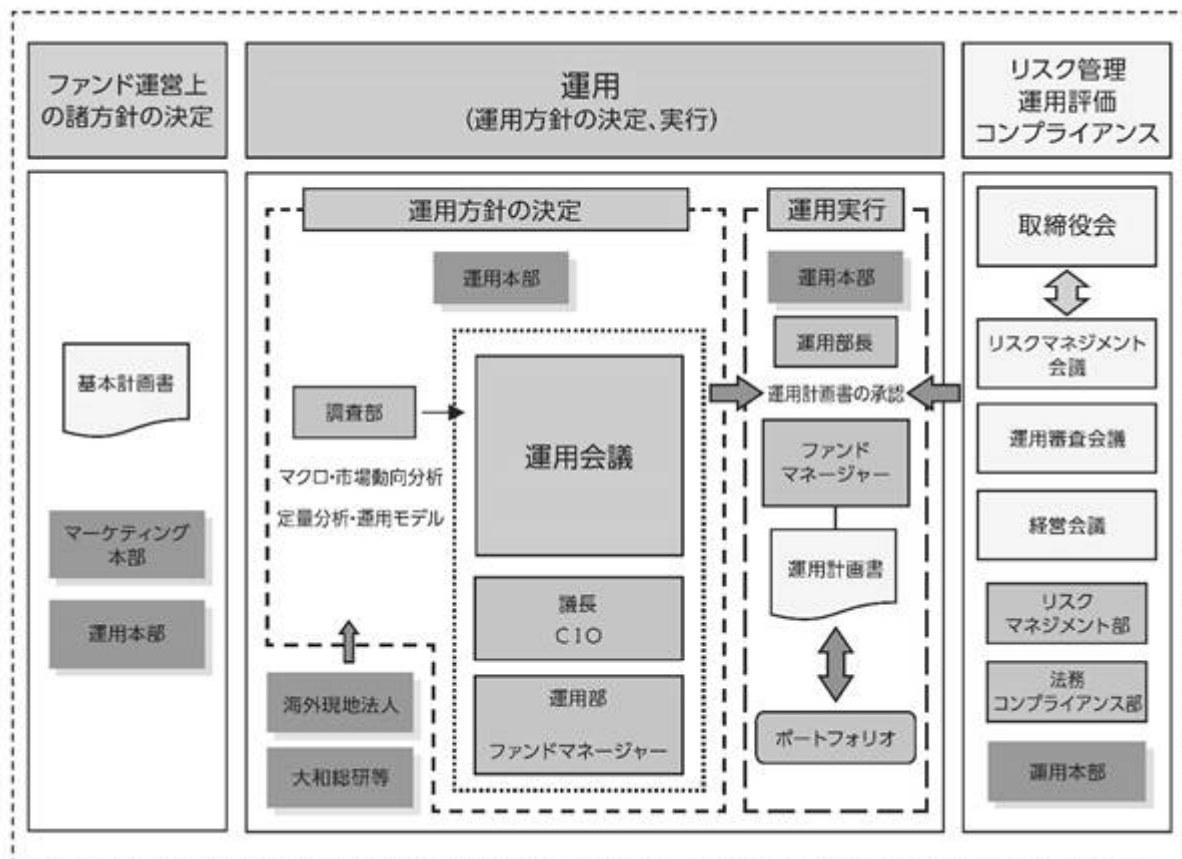 ファンド運営上
の諸方針の決定
運用
(運用方針の決定、実行)
リスク管理
運用評価
コンプライアンス
基本計画書
マーケティング
本部
運用本部
運用方針の決定
運用本部
調査部
マクロ・市場動向分析
定量分析・運用モデル
運用会議
議長
CIO
運用部
ファンドマネージャー
海外現地法人
大和総研等
運用実行
運用本部
運用部長
運用計画書の承認
ファンド
マネージャー
運用計画書
ポートフォリオ
取締役会
リスクマネジメント
会議
運用審査会議
経営会議
リスク
マネジメント部
法務
コンプライアンス部
運用本部